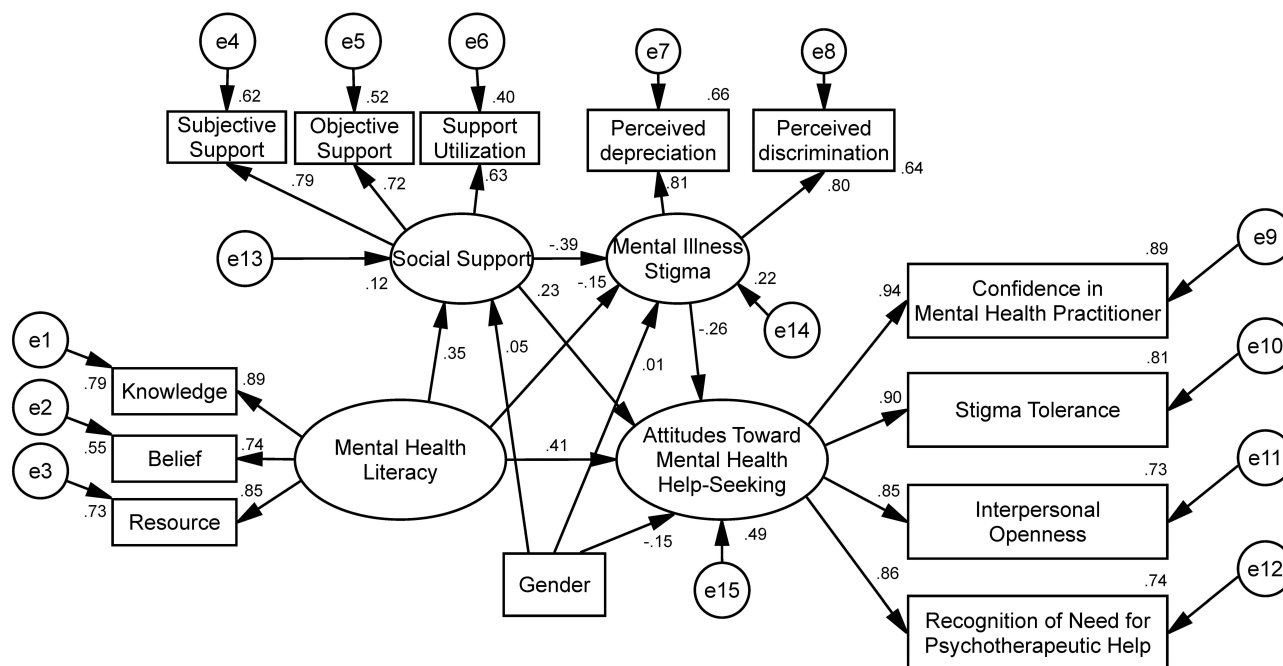 e4
e5
e6
e7
e8
.62
.52
.40
.66
Subjective
Support
Objective
Support
Support
Utilization
Perceived
depreciation
Perceived
discrimination
.64
.79
.72
.63
.81
.80
e13
Social Support
.12
-.39
Mental Illness
Stigma
.22
-.15
.23
e14
-.26
.35
.05
.01
e9
.89
.94
Confidence in
Mental Health Practitioner
e10
.81
.90
Stigma Tolerance
e1
.79
Knowledge
.89
e2
.55
Belief
.74
e3
.73
Resource
.85
Mental Health
Literacy
.41
Attitudes Toward
Mental Health
Help-Seeking
e11
.73
.85
Interpersonal
Openness
-.15
.49
Gender
e15
e12
.74
.86
Recognition of Need for
Psychotherapeutic Help